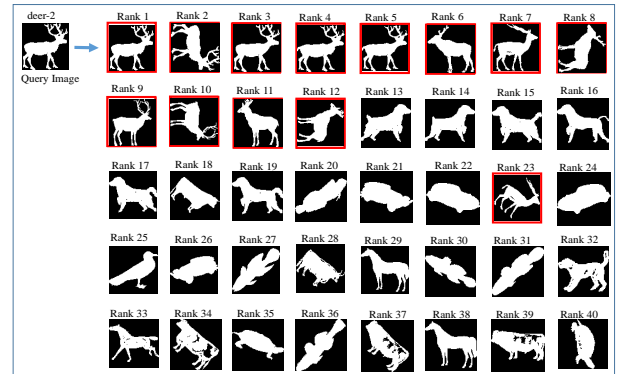 deer-2
Query Image
Rank 1 Rank 2 Rank 3 Rank 4 Rank 5 Rank 6 Rank 7 Rank 8
Rank 9 Rank 10 Rank 11 Rank 12 Rank 13 Rank 14 Rank 15 Rank 16
Rank 17 Rank 18 Rank 19 Rank 20 Rank 21 Rank 22 Rank 23 Rank 24
Rank 25 Rank 26 Rank 27 Rank 28 Rank 29 Rank 30 Rank 31 Rank 32
Rank 33 Rank 34 Rank 35 Rank 36 Rank 37 Rank 38 Rank 39 Rank 40